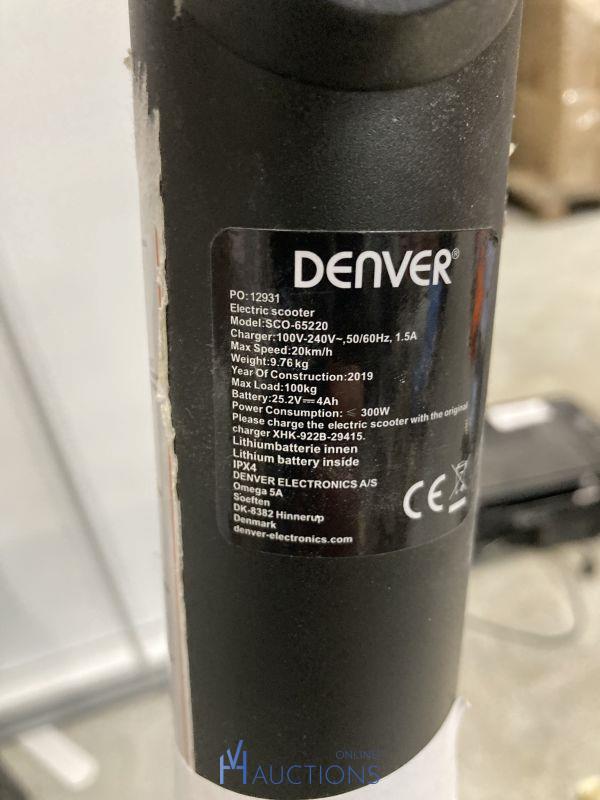 DENVER®
PO:12931
Electric scooter
Model:SCO-65220
Charger:100V-240V~,50/60Hz, 1.5A
Max Speed:20km/h
Weight:9.76 kg
Year Of Construction:2019
Max Load:100kg
Battery:25.2V⎓4Ah
Power Consumption: ≤ 300W
Please charge the electric scooter with the original
charger XHK-922B-29415.
Lithiumbatterie innen
Lithium battery inside
IPX4
DENVER ELECTRONICS A/S
Omega 5A
Soeften
DK-8382 Hinnerup
Denmark
denver-electronics.com
CE
ONLINE
VH AUCTIONS